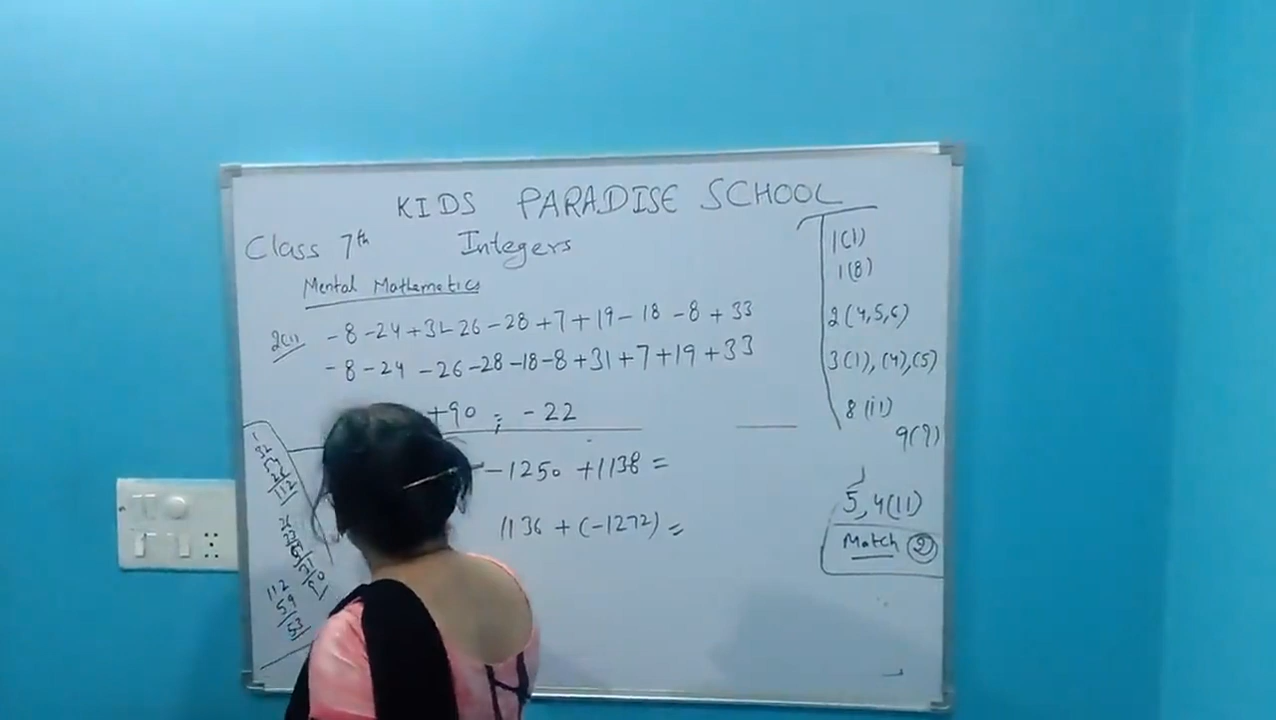 KIDS PARADISE SCHOOL
Class 7th Integers
Mental Mathematics
2(1) -8-24+31-26-28+7+19-18-8+33
-8-24 -26-28-18-8+31+7+19+33
+90 = -22
-1250 +1138 =
1136 + (-1272) =
112
59
53
1(1)
1(8)
2(4,5,6)
3(1), (4),(5)
8(11)
9(9)
5, 4(11)
Match 2